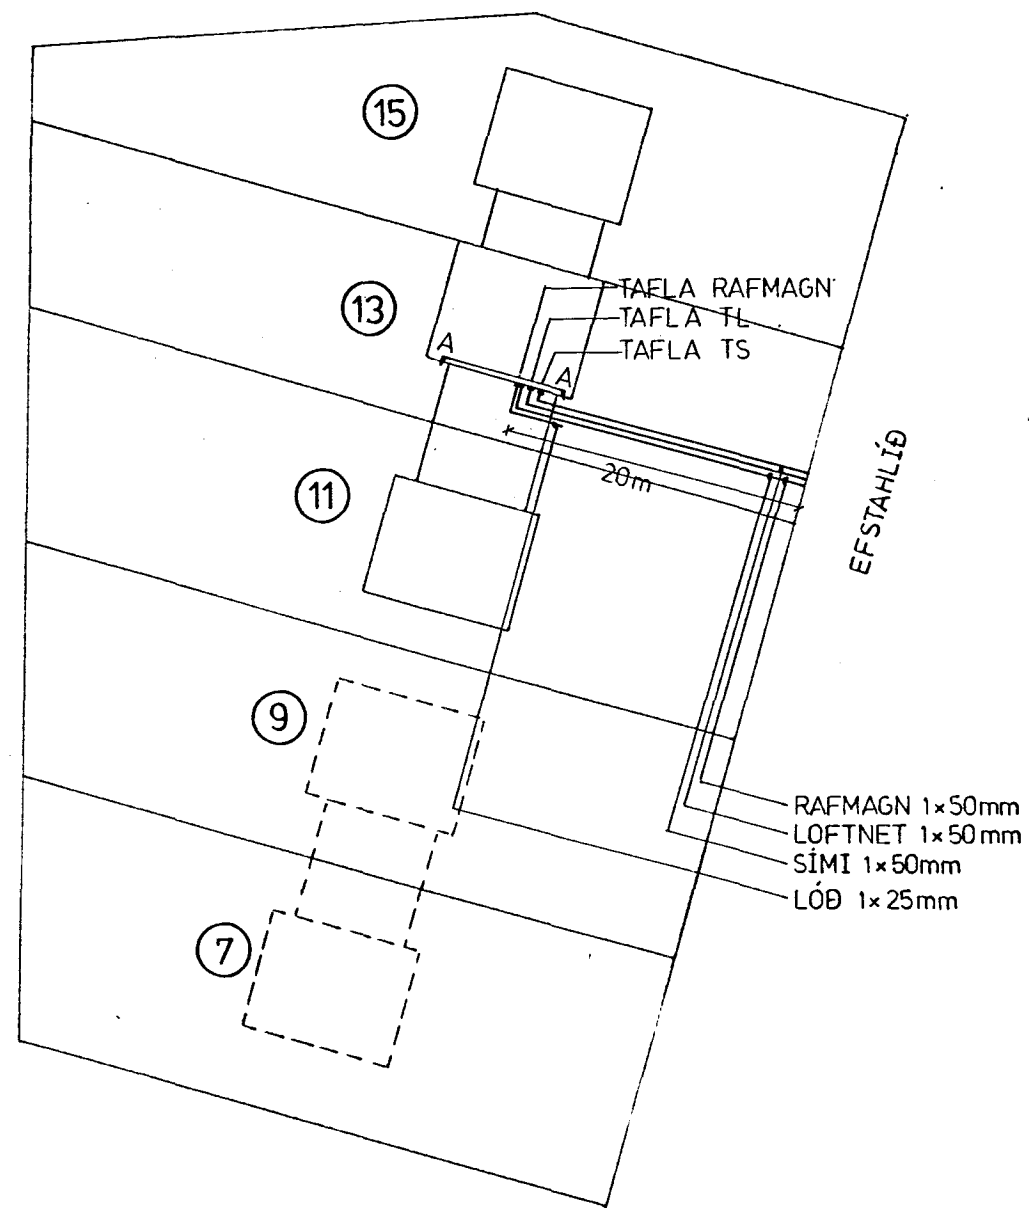 15
13
TAFLA RAFMAGN
TAFLA TL
TAFLA TS
A
A
11
20m
EFSTAHLÍÐ
9
RAFMAGN 1×50mm
LOFTNET 1×50mm
SÍMI 1×50mm
LÓÐ 1×25mm
7